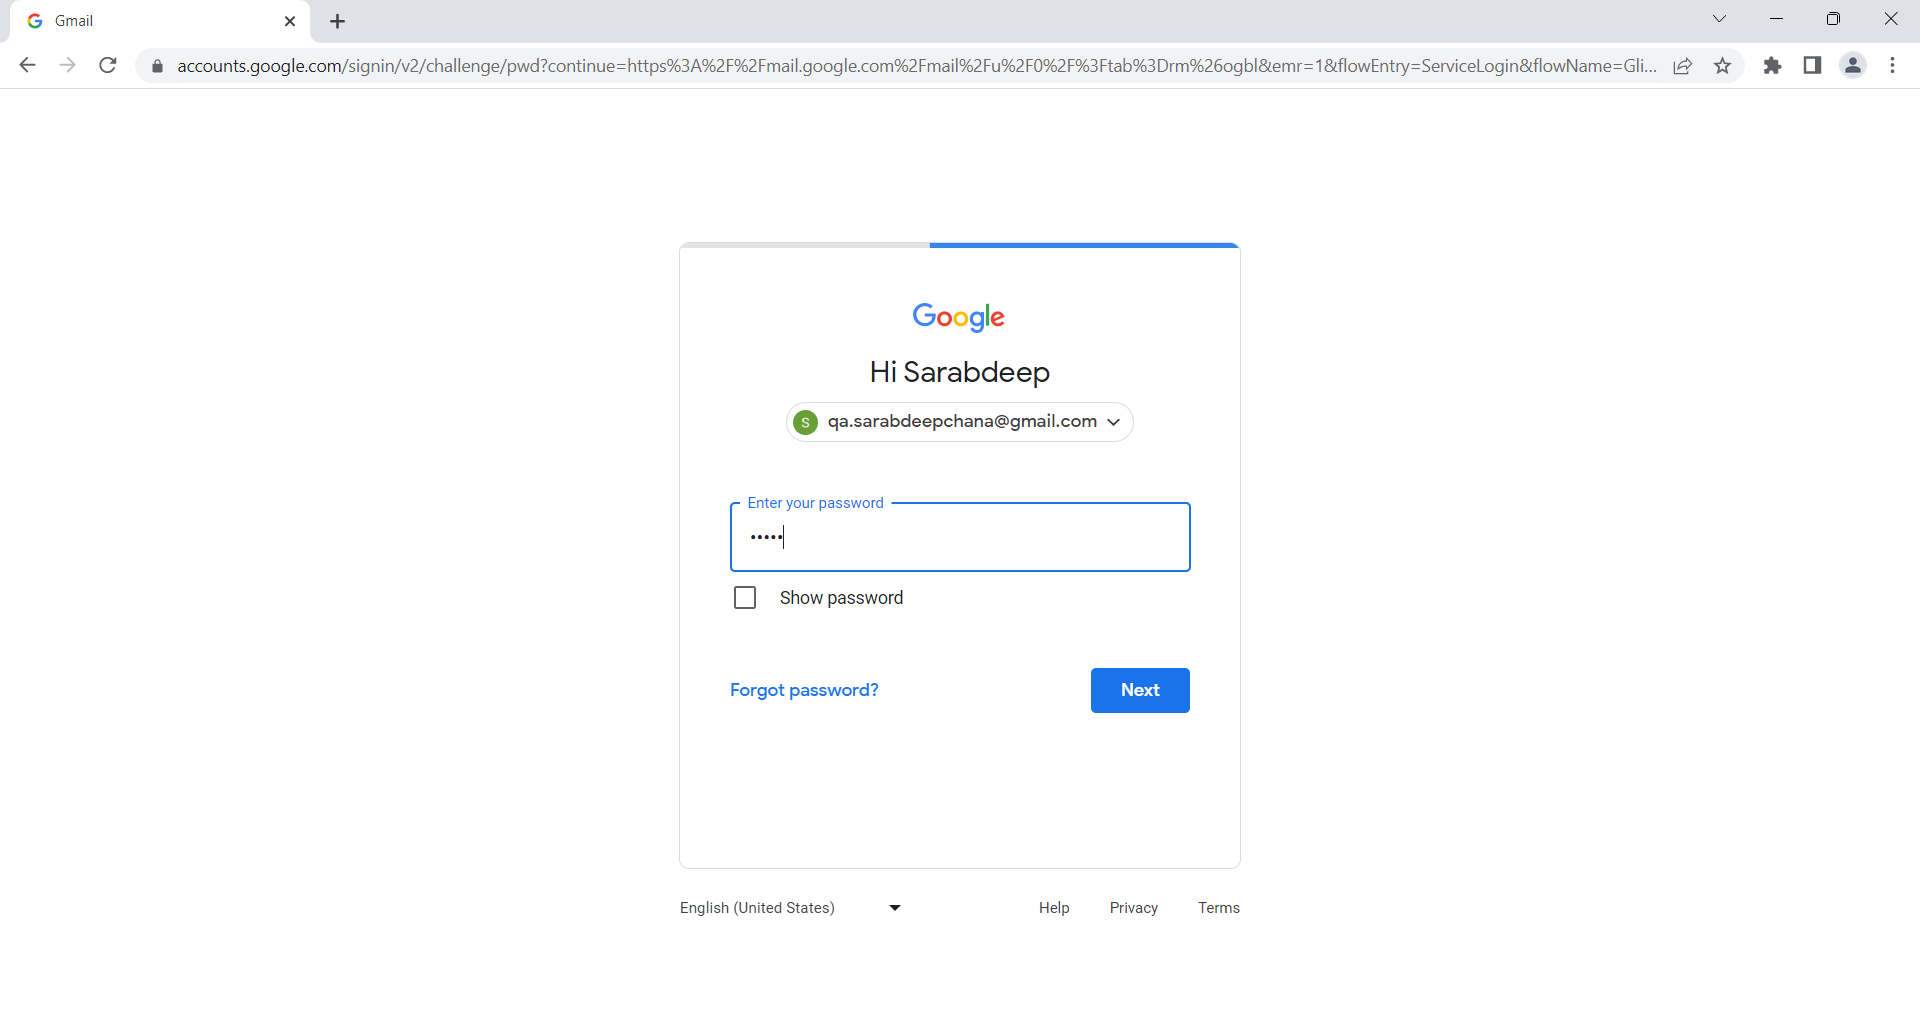 Gmail
accounts.google.com/signin/v2/challenge/pwd?continue=https%3A%2F%2Fmail.google.com%2Fmail%2Fu%2F0%2F%3Ftab%3Drm%26ogbl&emr=1&flowEntry=ServiceLogin&flowName=Gli...
Google
Hi Sarabdeep
S qa.sarabdeepchana@gmail.com
Enter your password
•••••
Show password
Forgot password? Next
English (United States) Help Privacy Terms